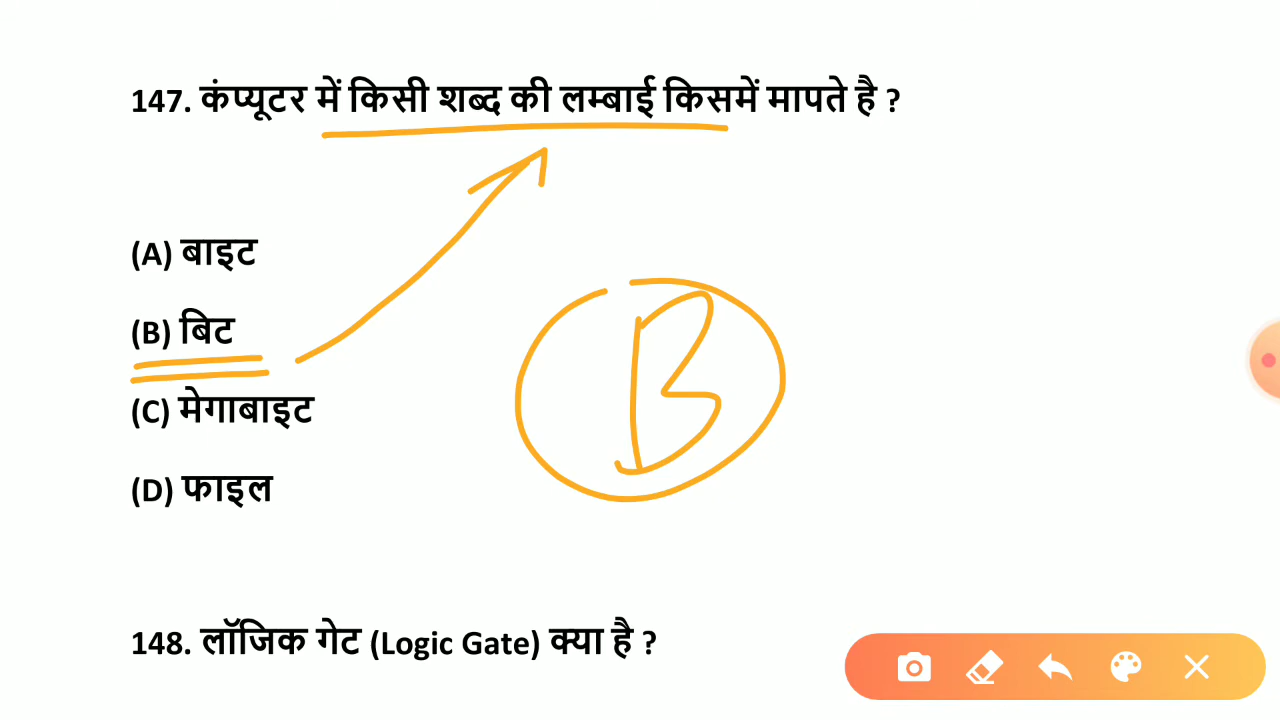 147. कंप्यूटर में किसी शब्द की लम्बाई किसमें मापते है ?
(A) बाइट
(B) बिट
B
(C) मेगाबाइट
(D) फाइल
148. लॉजिक गेट (Logic Gate) क्या है ?